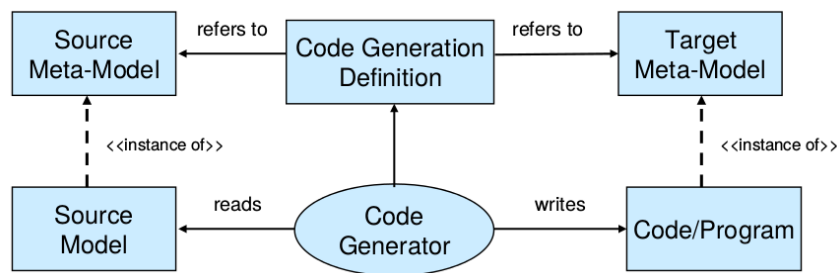 Source
Meta-Model
refers to
Code Generation
Definition
refers to
Target
Meta-Model
<<instance of>>
<<instance of>>
Source
Model
reads
Code
Generator
writes
Code/Program